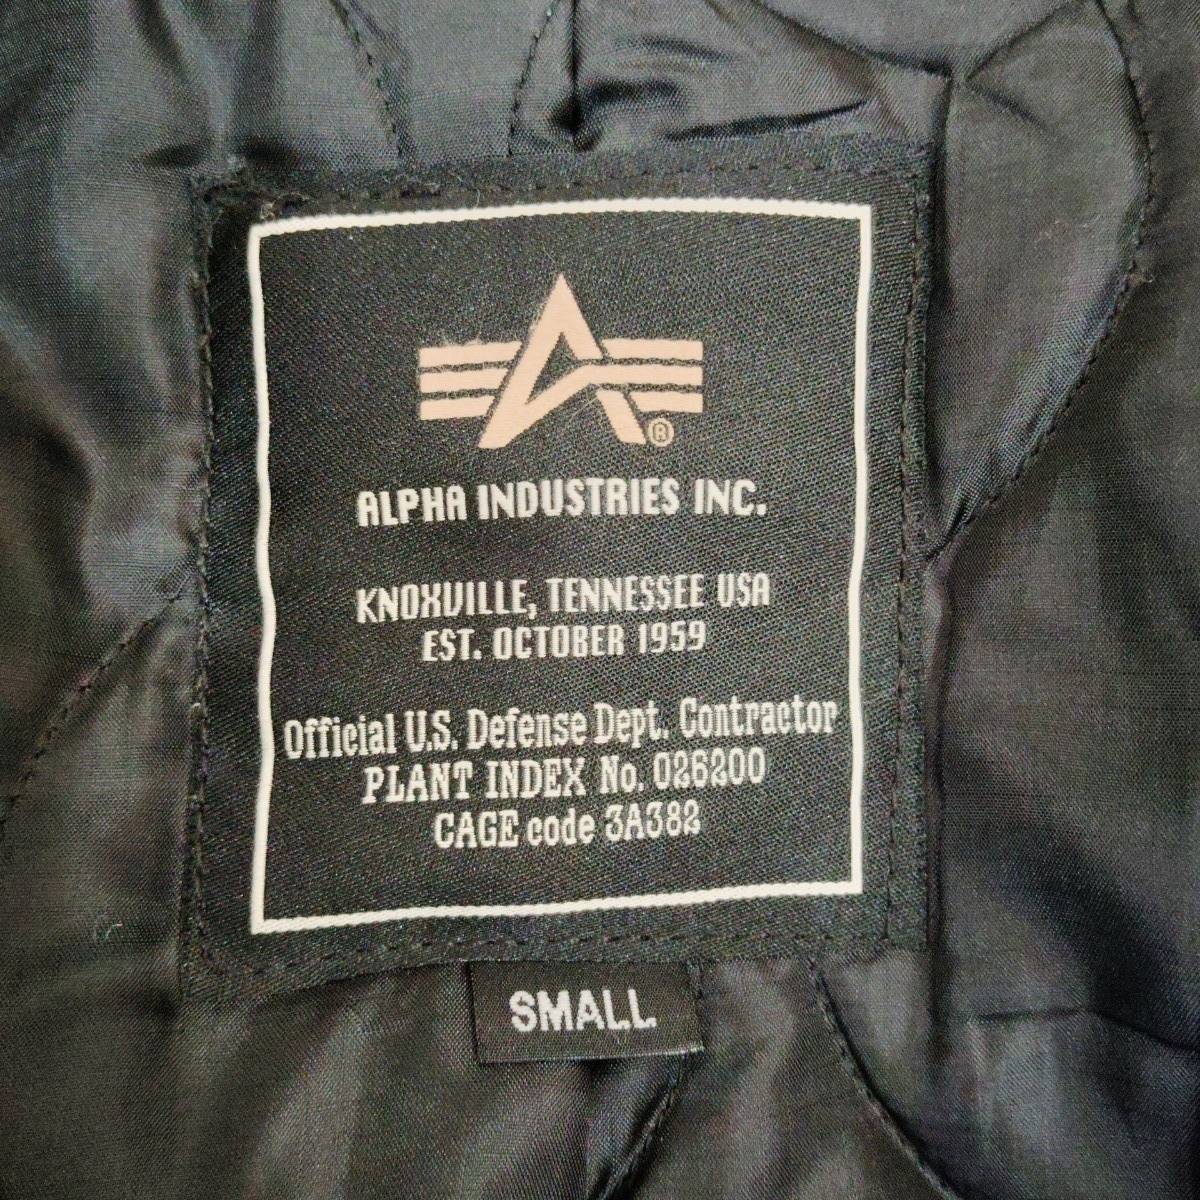 ®
ALPHA INDUSTRIES INC.
KNOXVILLE, TENNESSEE USA
EST. OCTOBER 1959
Official U.S. Defense Dept. Contractor
PLANT INDEX No. 026200
CAGE code 3A382
SMALL